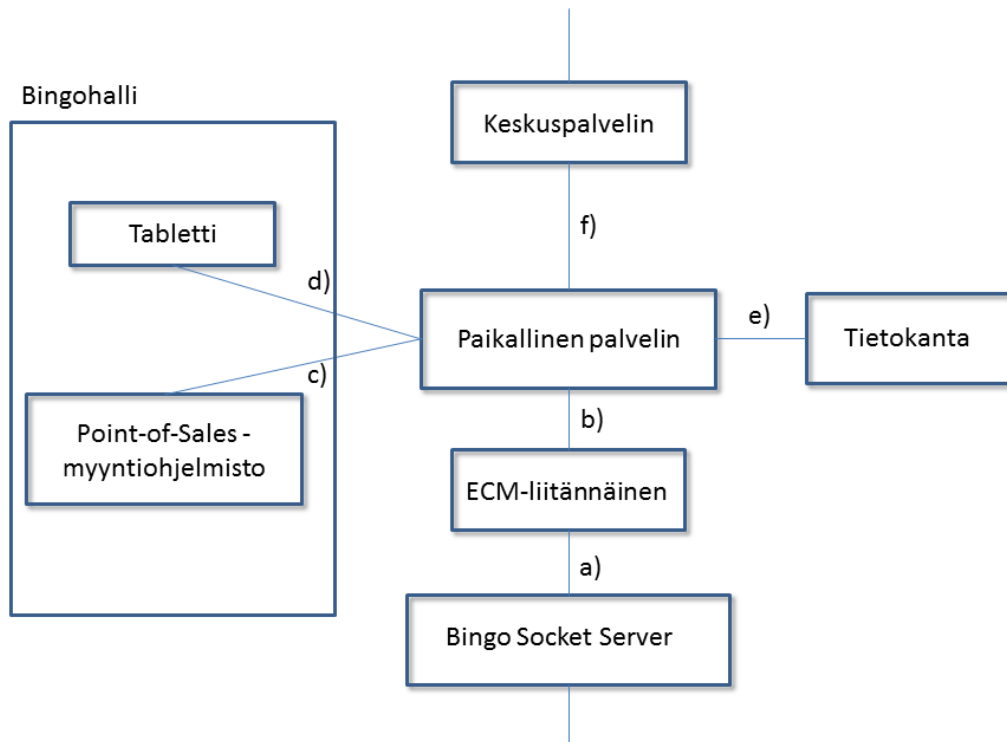 Keskuspalvelin
Bingohalli
Tabletti
f)
d)
Paikallinen palvelin
e)
Tietokanta
c)
Point-of-Sales -
myyntiohjelmisto
b)
ECM-liitännäinen
a)
Bingo Socket Server